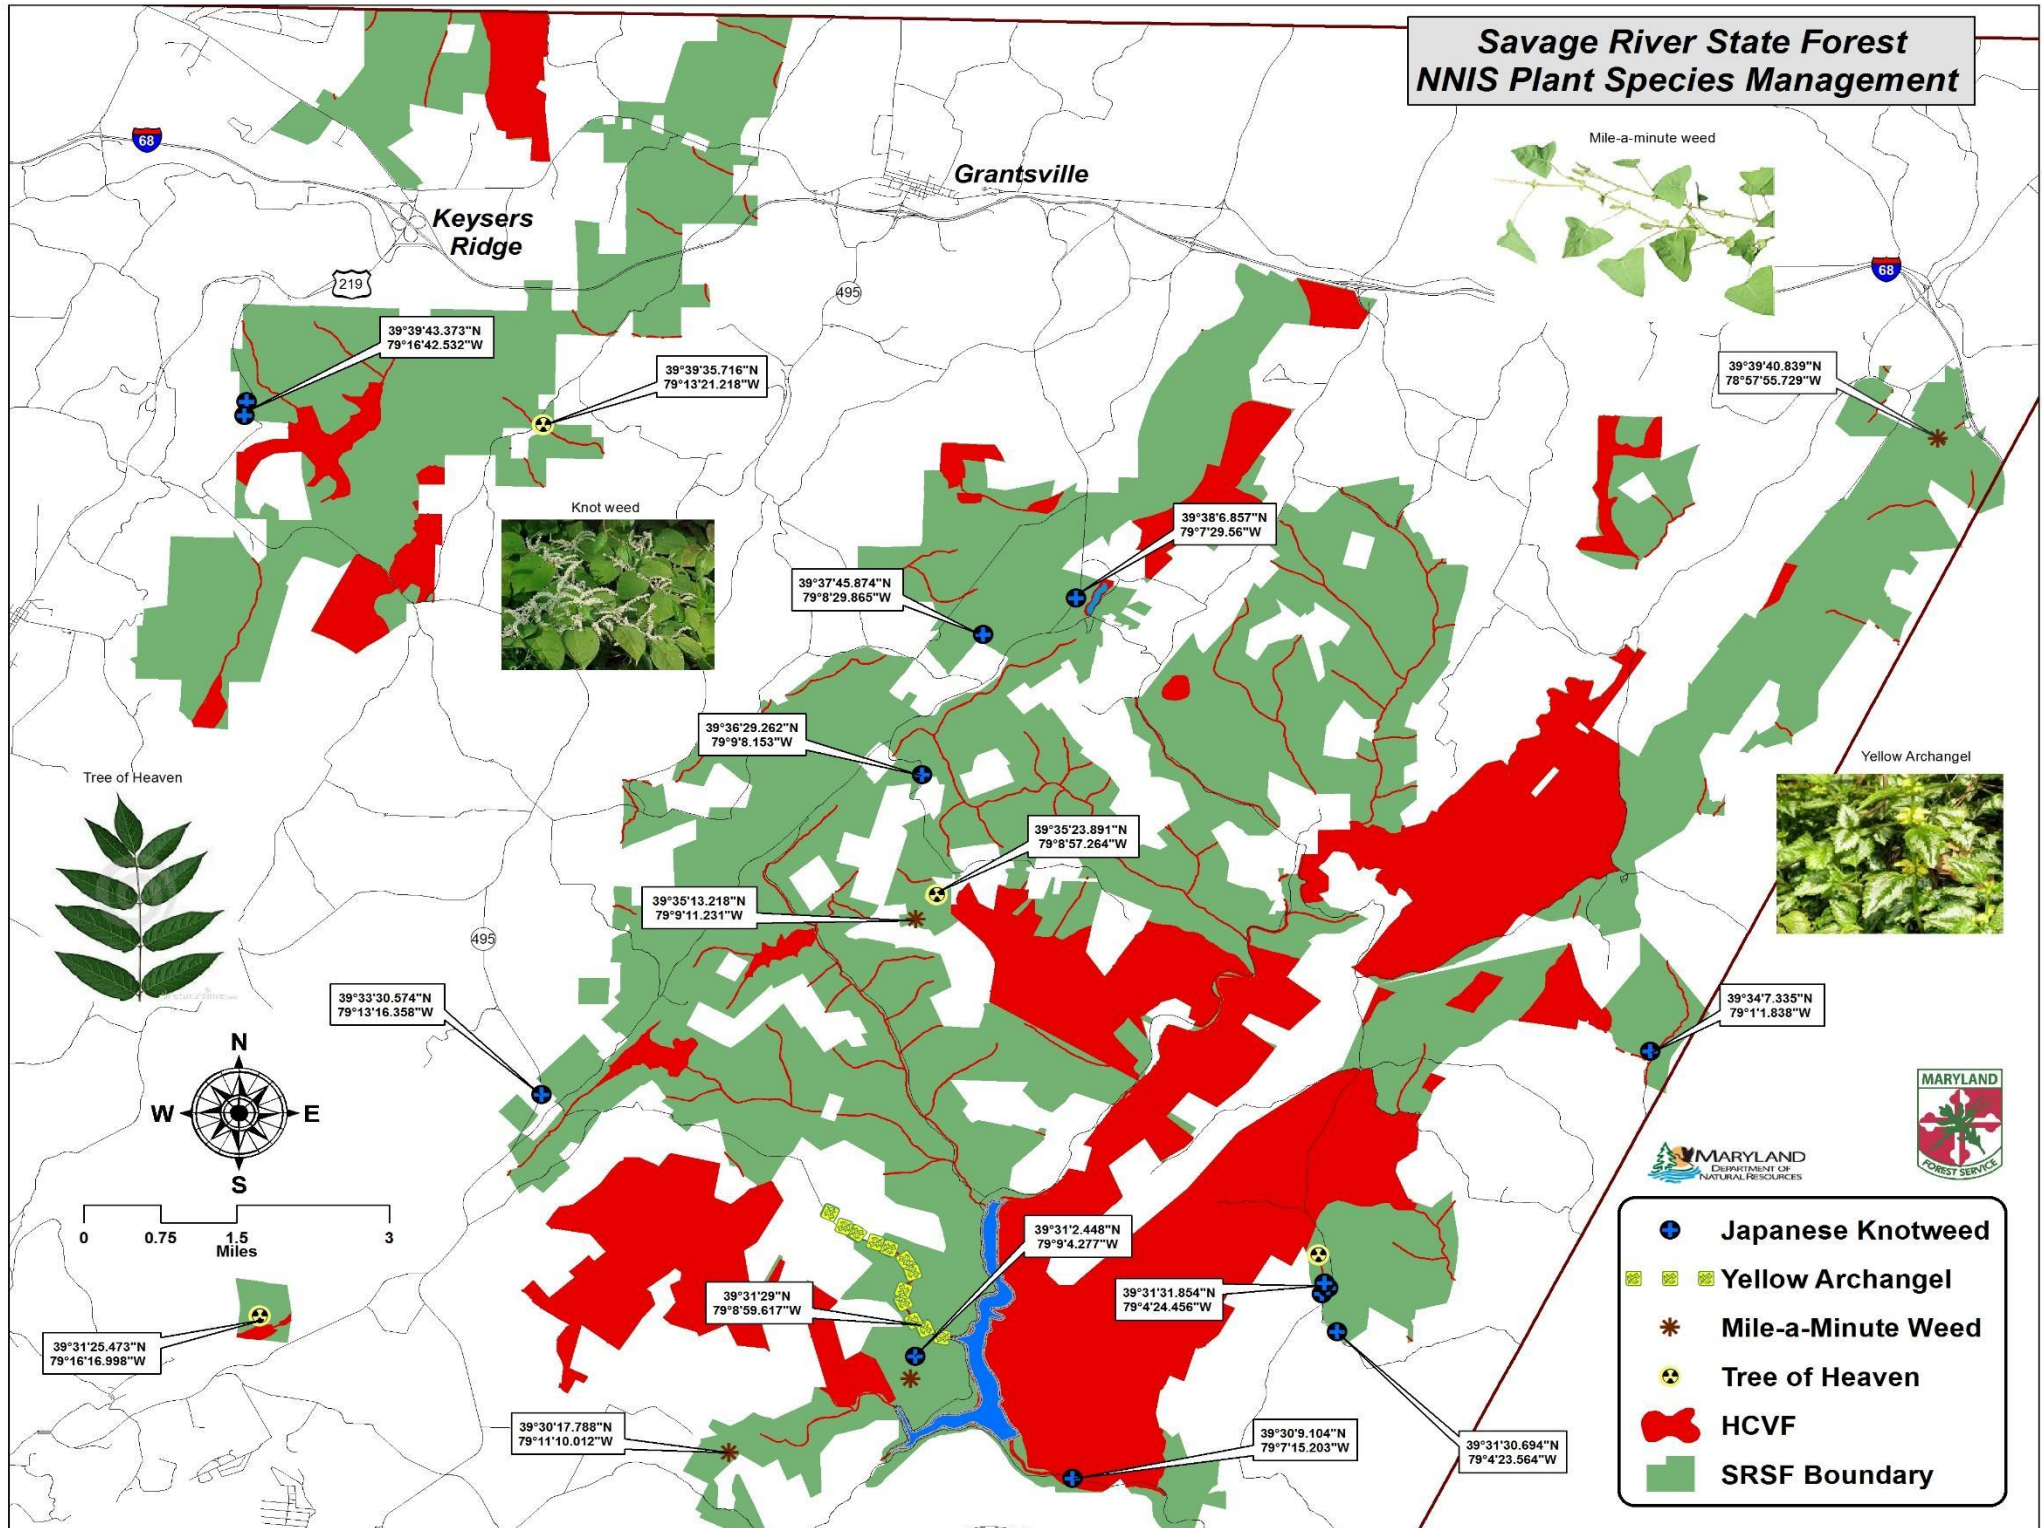 Savage River State Forest
NNIS Plant Species Management
Mile-a-minute weed
68
Grantsville
Keysers
Ridge
219
495
68
39°39'43.373"N
79°16'42.532"W
39°39'35.716"N
79°13'21.218"W
39°39'40.839"N
78°57'55.729"W
Knot weed
39°38'6.857"N
79°7'29.56"W
39°37'45.874"N
79°8'29.865"W
39°36'29.262"N
79°9'8.153"W
Tree of Heaven
Yellow Archangel
39°35'23.891"N
79°8'57.264"W
39°35'13.218"N
79°9'11.231"W
495
39°33'30.574"N
79°13'16.358"W
39°34'7.335"N
79°1'1.838"W
N
W
E
S
0
0.75
1.5
3
Miles
MARYLAND
FOREST SERVICE
MARYLAND
DEPARTMENT OF
NATURAL RESOURCES
39°31'2.448"N
79°9'4.277"W
39°31'29"N
79°8'59.617"W
39°31'31.854"N
79°4'24.456"W
39°31'25.473"N
79°16'16.998"W
39°30'17.788"N
79°11'10.012"W
39°30'9.104"N
79°7'15.203"W
39°31'30.694"N
79°4'23.564"W
Japanese Knotweed
Yellow Archangel
Mile-a-Minute Weed
Tree of Heaven
HCVF
SRSF Boundary